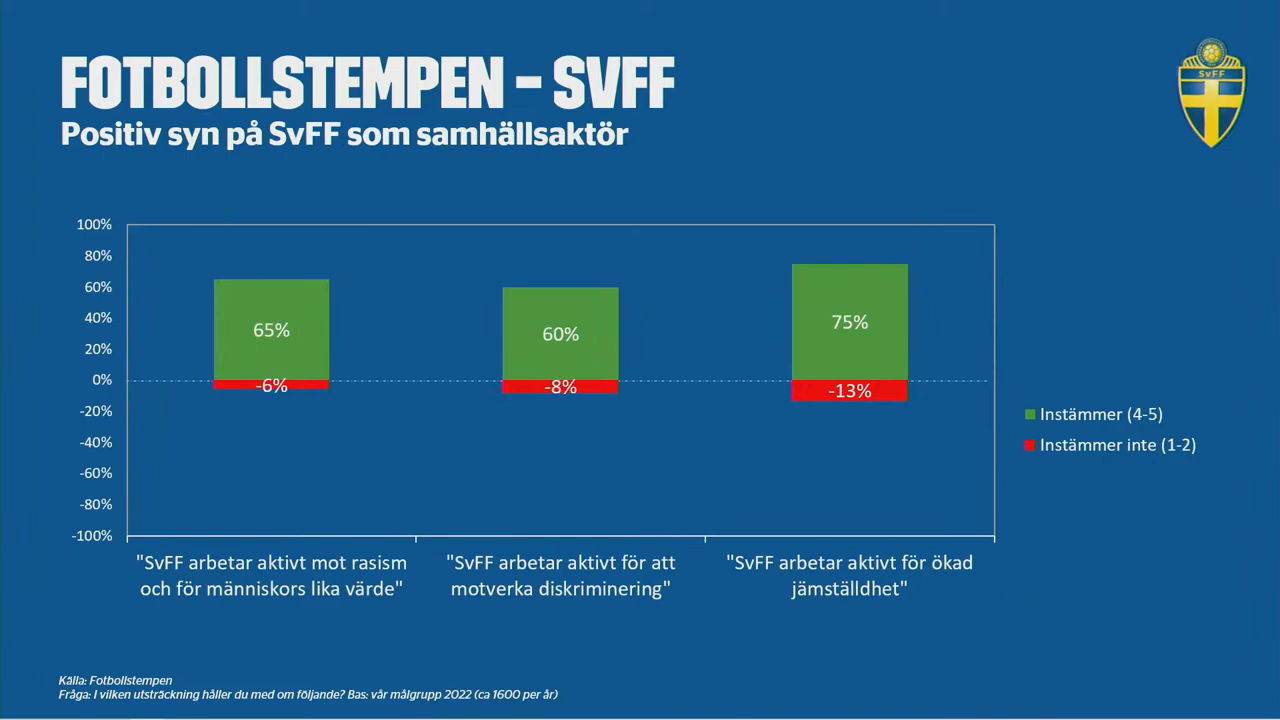 FOTBOLLSTEMPEN – SVFF
Positiv syn på SvFF som samhällsaktör
SvFF
100%
80%
60%
40%
20%
0%
-20%
-40%
-60%
-80%
-100%
65%
-6%
60%
-8%
75%
-13%
Instämmer (4-5)
Instämmer inte (1-2)
"SvFF arbetar aktivt mot rasism
och för människors lika värde"
"SvFF arbetar aktivt för att
motverka diskriminering"
"SvFF arbetar aktivt för ökad
jämställdhet"
Källa: Fotbollstempen
Fråga: I vilken utsträckning håller du med om följande? Bas: vår målgrupp 2022 (ca 1600 per år)